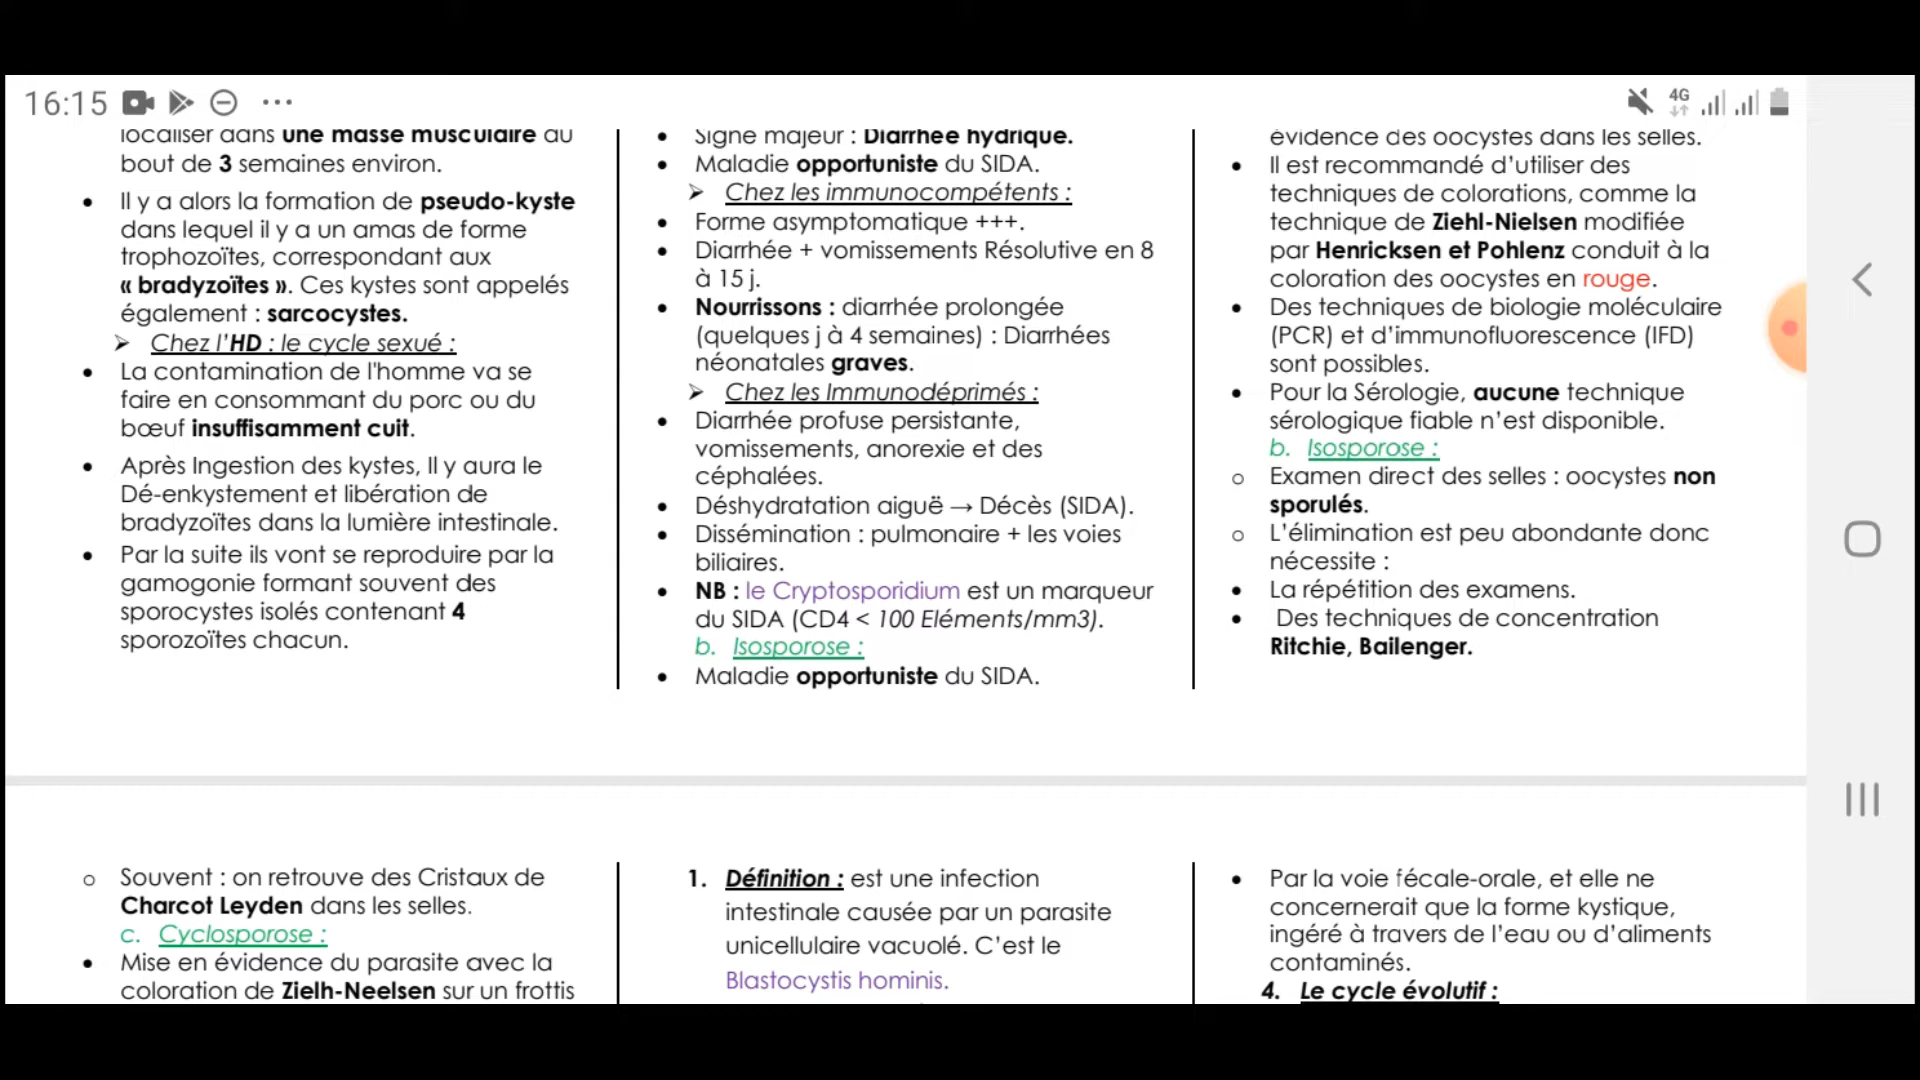 16:15
4G
localiser dans une masse musculaire au
bout de 3 semaines environ.
• Il y a alors la formation de pseudo-kyste
dans lequel il y a un amas de forme
trophozoïtes, correspondant aux
« bradyzoïtes ». Ces kystes sont appelés
également : sarcocystes.
➢ Chez l'HD : le cycle sexué :
• La contamination de l'homme va se
faire en consommant du porc ou du
bœuf insuffisamment cuit.
• Après Ingestion des kystes, Il y aura le
Dé-enkystement et libération de
bradyzoïtes dans la lumière intestinale.
• Par la suite ils vont se reproduire par la
gamogonie formant souvent des
sporocystes isolés contenant 4
sporozoïtes chacun.
• Signe majeur : Diarrhée hydrique.
• Maladie opportuniste du SIDA.
➢ Chez les immunocompétents :
• Forme asymptomatique +++.
• Diarrhée + vomissements Résolutive en 8
à 15 j.
• Nourrissons : diarrhée prolongée
(quelques j à 4 semaines) : Diarrhées
néonatales graves.
➢ Chez les Immunodéprimés :
• Diarrhée profuse persistante,
vomissements, anorexie et des
céphalées.
• Déshydratation aiguë → Décès (SIDA).
• Dissémination : pulmonaire + les voies
biliaires.
• NB : le Cryptosporidium est un marqueur
du SIDA (CD4 < 100 Eléments/mm3).
b. Isosporose :
• Maladie opportuniste du SIDA.
évidence des oocystes dans les selles.
• Il est recommandé d'utiliser des
techniques de colorations, comme la
technique de Ziehl-Nielsen modifiée
par Henricksen et Pohlenz conduit à la
coloration des oocystes en rouge.
• Des techniques de biologie moléculaire
(PCR) et d'immunofluorescence (IFD)
sont possibles.
• Pour la Sérologie, aucune technique
sérologique fiable n'est disponible.
b. Isosporose :
o Examen direct des selles : oocystes non
sporulés.
o L'élimination est peu abondante donc
nécessite :
• La répétition des examens.
• Des techniques de concentration
Ritchie, Bailenger.
o Souvent : on retrouve des Cristaux de
Charcot Leyden dans les selles.
c. Cyclosporose :
• Mise en évidence du parasite avec la
coloration de Zielh-Neelsen sur un frottis
1. Définition : est une infection
intestinale causée par un parasite
unicellulaire vacuolé. C'est le
Blastocystis hominis.
• Par la voie fécale-orale, et elle ne
concernerait que la forme kystique,
ingéré à travers de l'eau ou d'aliments
contaminés.
4. Le cycle évolutif :